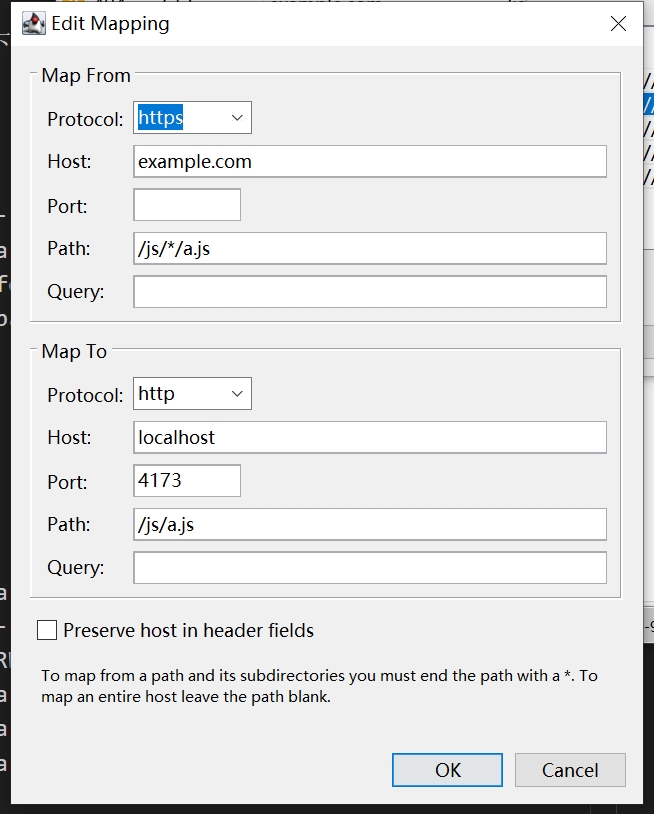 Edit Mapping
Map From
Protocol: https
Host: example.com
Port:
Path: /js/*/a.js
Query:
Map To
Protocol: http
Host: localhost
Port: 4173
Path: /js/a.js
Query:
Preserve host in header fields
To map from a path and its subdirectories you must end the path with a *. To
map an entire host leave the path blank.
OK Cancel